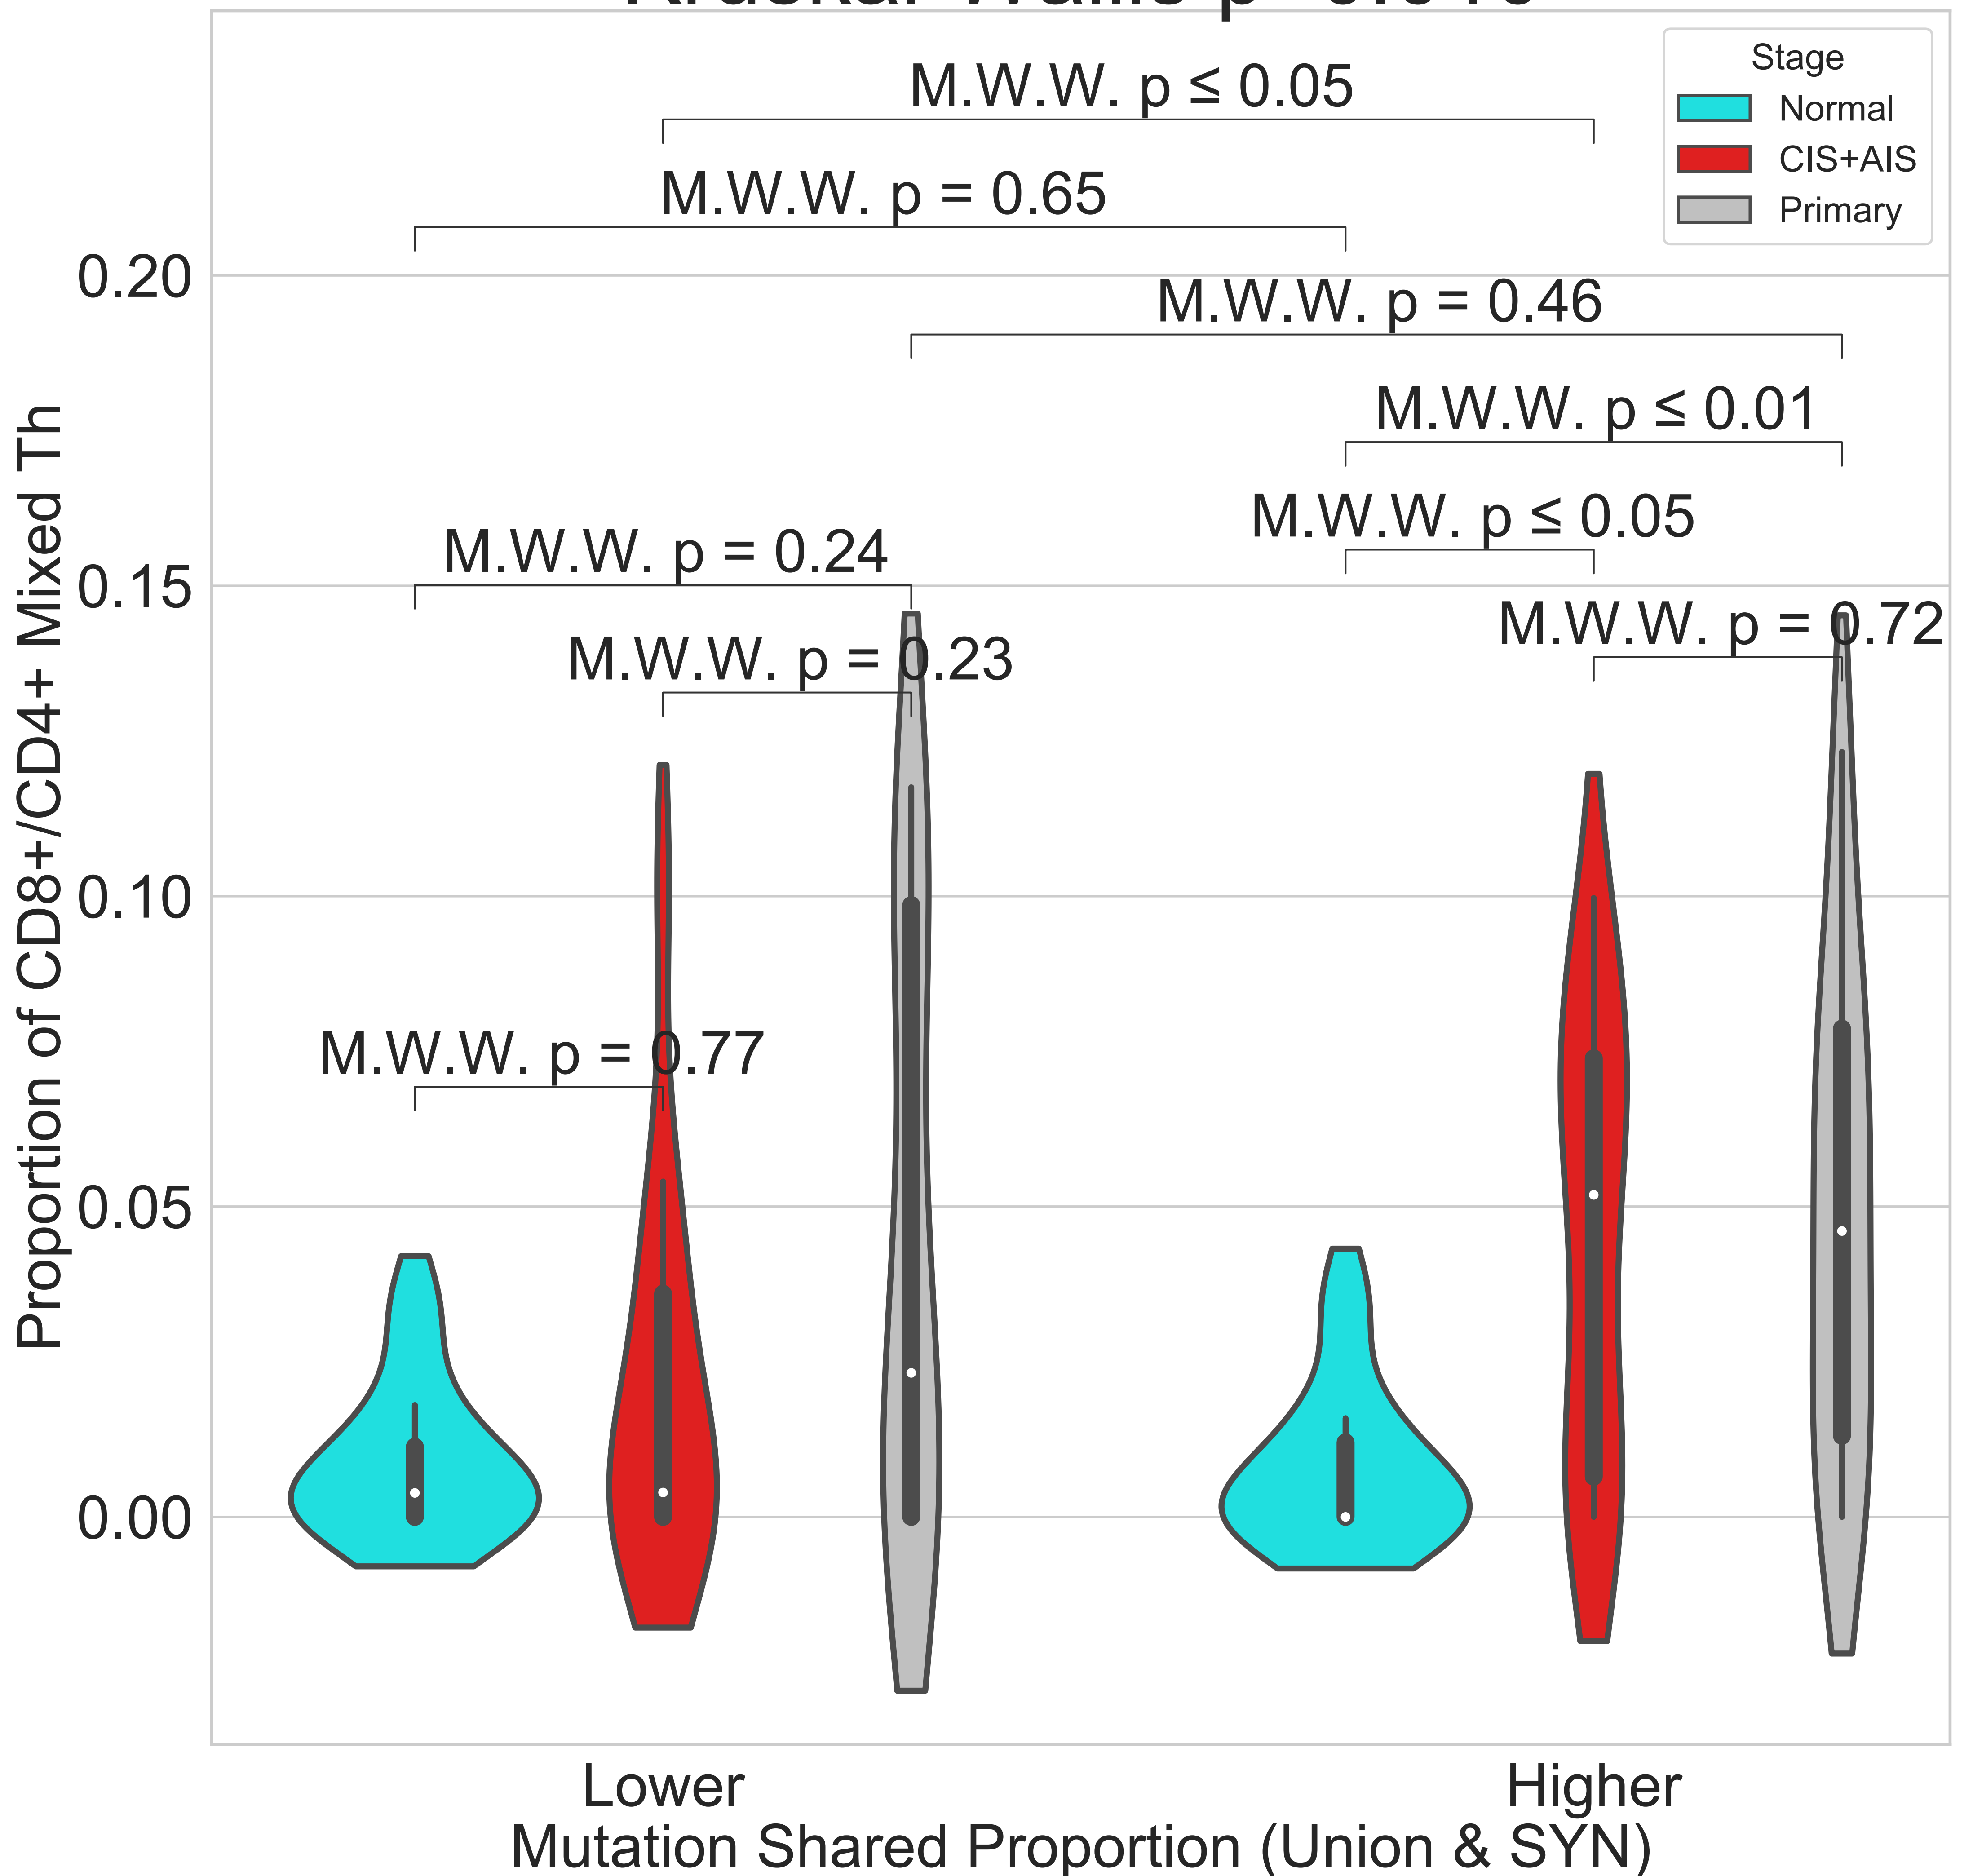 Stage
Normal
CIS+AIS
Primary
M.W.W. p ≤ 0.05
M.W.W. p = 0.65
M.W.W. p = 0.46
M.W.W. p ≤ 0.01
M.W.W. p ≤ 0.05
M.W.W. p = 0.24
M.W.W. p = 0.72
M.W.W. p = 0.23
M.W.W. p = 0.77
Proportion of CD8+/CD4+ Mixed Th
0.20
0.15
0.10
0.05
0.00
Lower
Higher
Mutation Shared Proportion (Union & SYN)